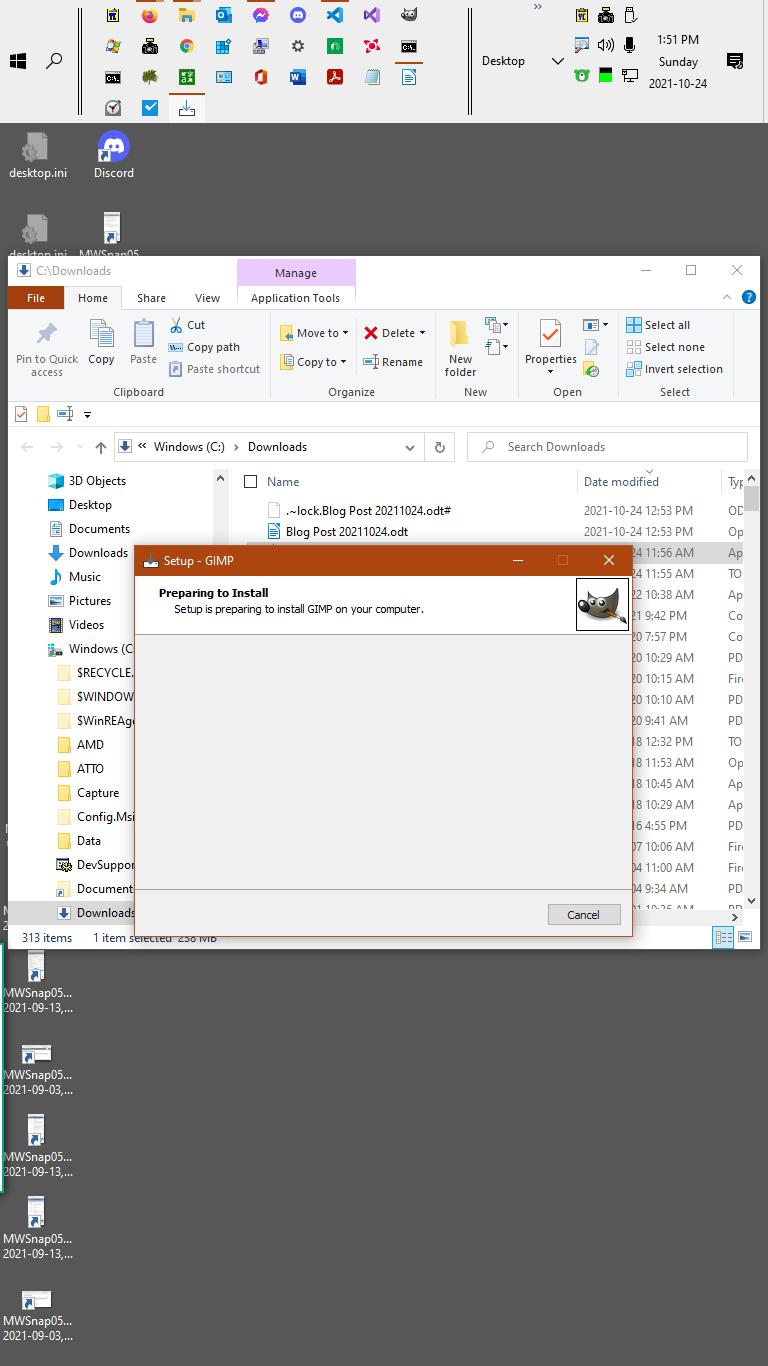 1:51 PM
Desktop
Sunday
2021-10-24
desktop.ini
Discord
desktop.ini
MWSnap05
C:\Downloads
Manage
File
Home
Share
View
Application Tools
Pin to Quick access
Copy
Paste
Cut
Copy path
Paste shortcut
Clipboard
Move to
Copy to
Delete
Rename
Organize
New folder
New
Properties
Open
Select all
Select none
Invert selection
Select
« Windows (C:) › Downloads
Search Downloads
3D Objects
Desktop
Documents
Downloads
Music
Pictures
Videos
Windows (C:
$RECYCLE.
$WINDOW
$WinREAge
AMD
ATTO
Capture
Config.Msi
Data
DevSuppor
Document
Downloads
Name
Date modified
Typ
.~lock.Blog Post 20211024.odt#
2021-10-24 12:53 PM
OD
Blog Post 20211024.odt
2021-10-24 12:53 PM
Op
24 11:56 AM
Ap
24 11:55 AM
TO
22 10:38 AM
Ap
21 9:42 PM
Co
20 7:57 PM
Co
20 10:29 AM
PD
20 10:15 AM
Fire
20 10:10 AM
PD
20 9:41 AM
PD
18 12:32 PM
TO
18 11:53 AM
Op
18 10:45 AM
Ap
18 10:29 AM
Ap
16 4:55 PM
PD
07 10:06 AM
Fire
04 11:00 AM
Fire
04 9:34 AM
PD
01 10:36 AM
PD
Setup - GIMP
Preparing to Install
Setup is preparing to install GIMP on your computer.
Cancel
313 items
1 item selected 238 MB
MWSnap05...
2021-09-13,...
MWSnap05...
2021-09-03,...
MWSnap05...
2021-09-13,...
MWSnap05...
2021-09-13,...
MWSnap05...
2021-09-03,...